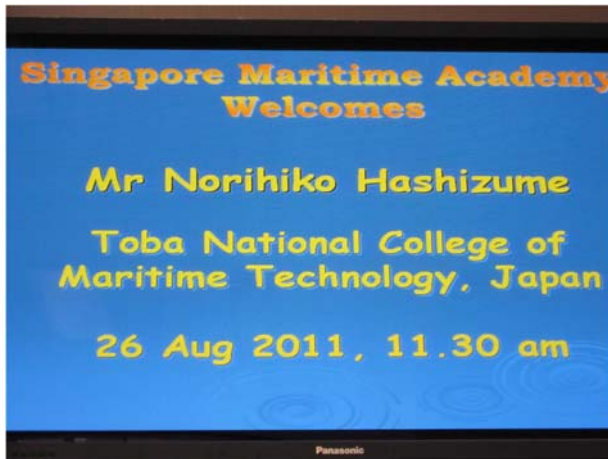 Singapore Maritime Academy
Welcomes
Mr Norihiko Hashizume
Toba National College of
Maritime Technology, Japan
26 Aug 2011, 11.30 am
Panasonic